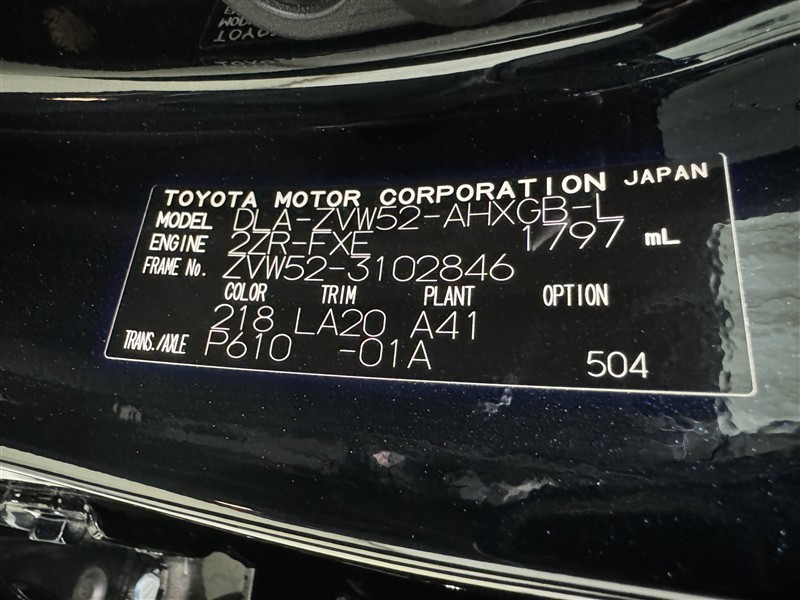 TOYOTA MOTOR CORPORATION JAPAN
MODEL DLA-ZVW52-AHXGB-L
ENGINE 2ZR-FXE 1797 mL
FRAME No. ZVW52-3102846
COLOR TRIM PLANT OPTION
218 LA20 A41
TRANS./AXLE P610 -01A 504